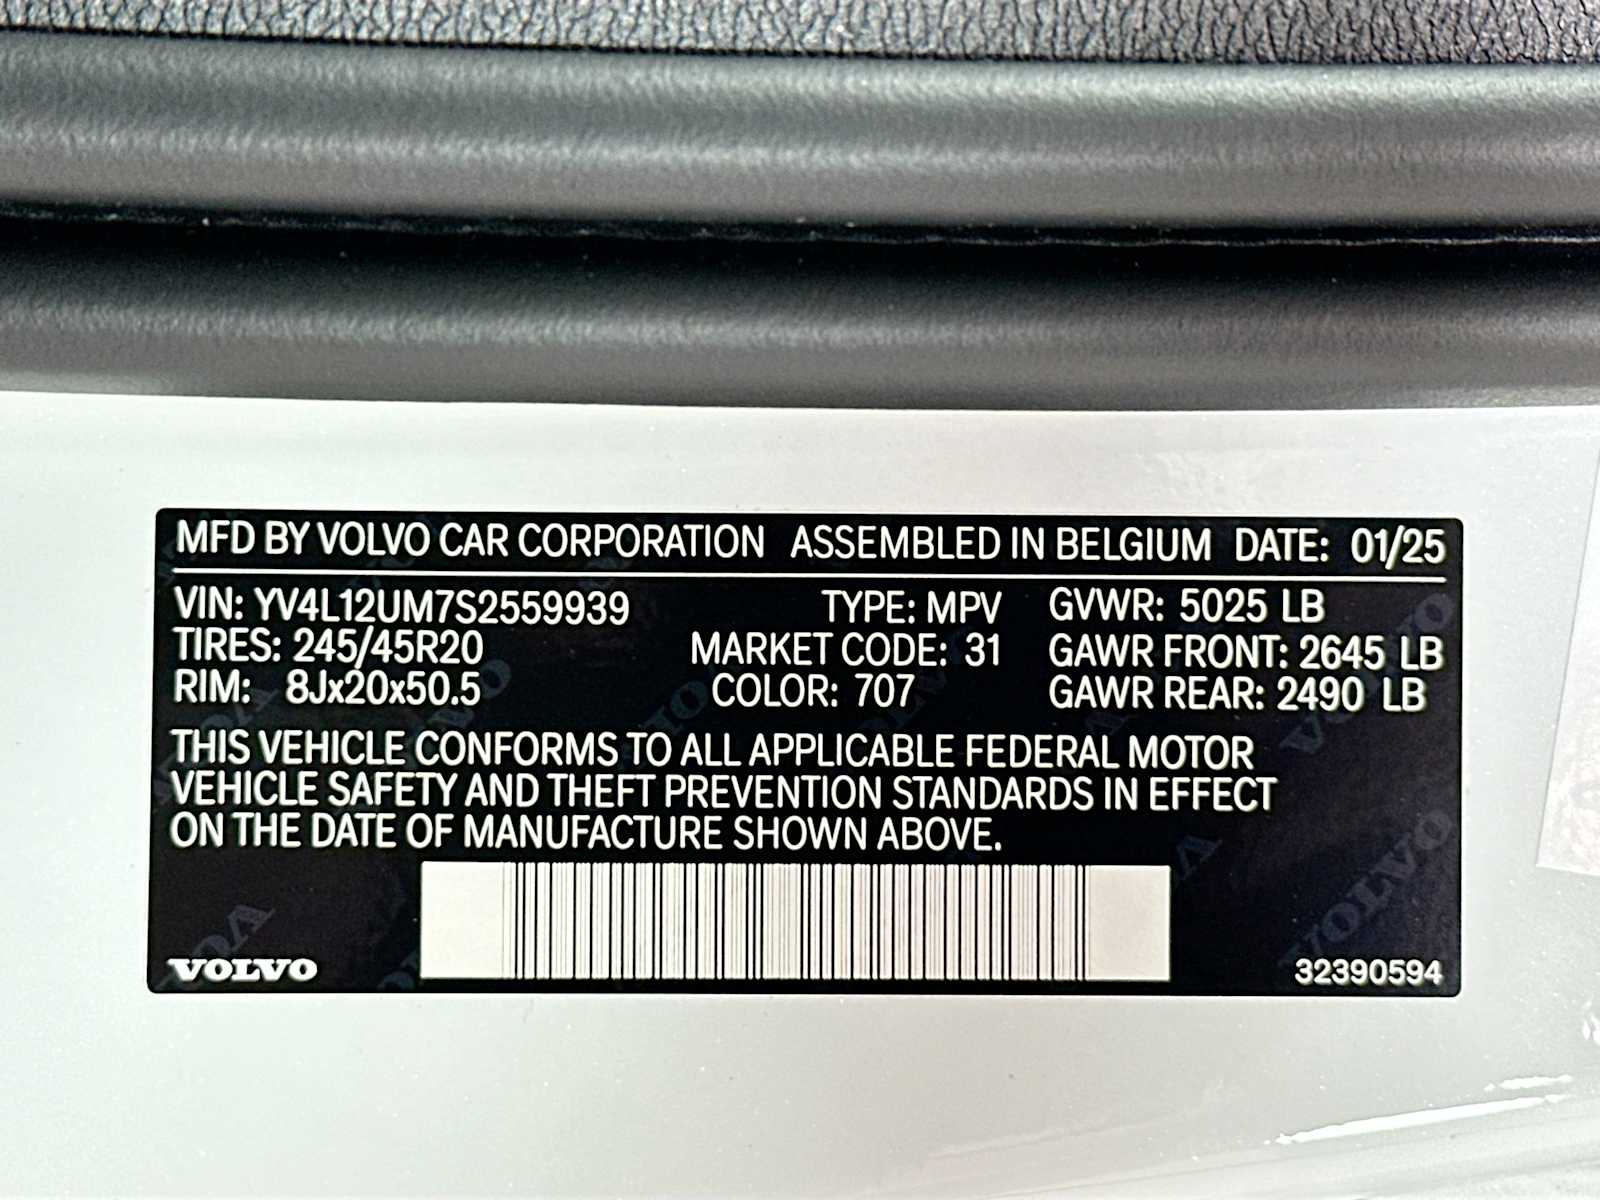 MFD BY VOLVO CAR CORPORATION ASSEMBLED IN BELGIUM DATE: 01/25
VIN: YV4L12UM7S2559939 TYPE: MPV GVWR: 5025 LB
TIRES: 245/45R20 MARKET CODE: 31 GAWR FRONT: 2645 LB
RIM: 8Jx20x50.5 COLOR: 707 GAWR REAR: 2490 LB
THIS VEHICLE CONFORMS TO ALL APPLICABLE FEDERAL MOTOR
VEHICLE SAFETY AND THEFT PREVENTION STANDARDS IN EFFECT
ON THE DATE OF MANUFACTURE SHOWN ABOVE.
VOLVO 32390594